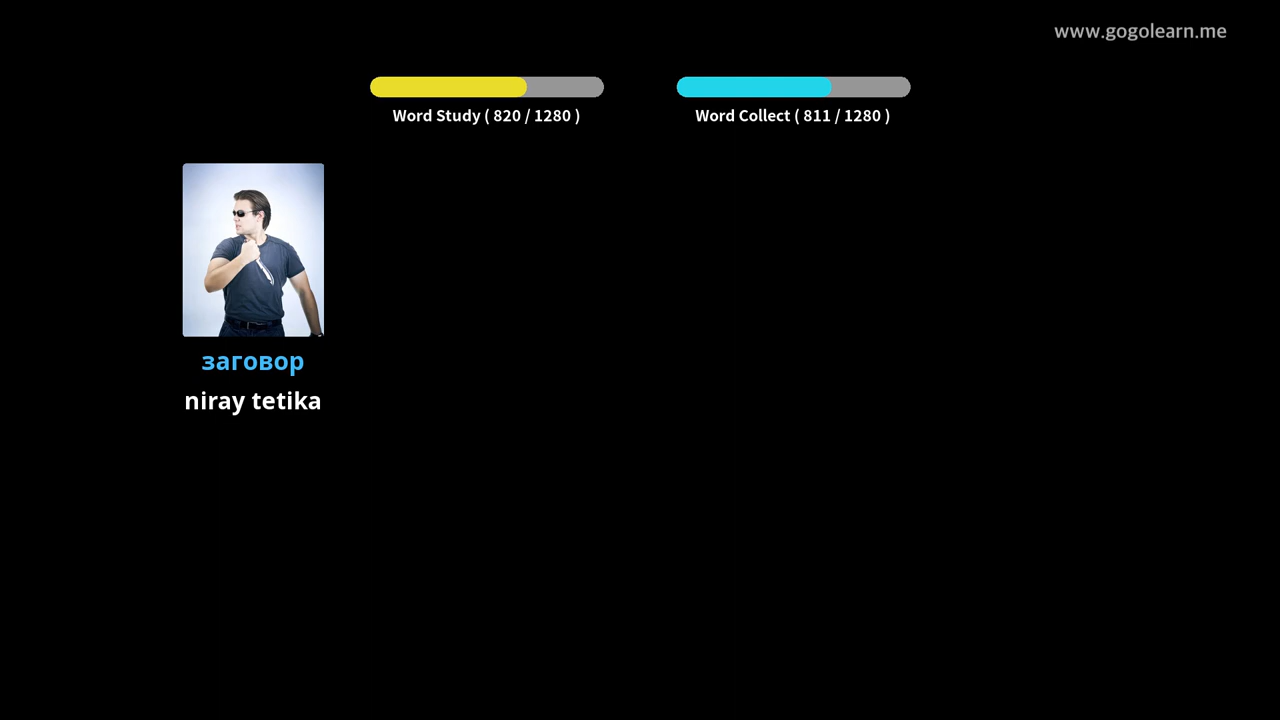 www.gogolearn.me
Word Study ( 820 / 1280 )
Word Collect ( 811 / 1280 )
заговор
niray tetika